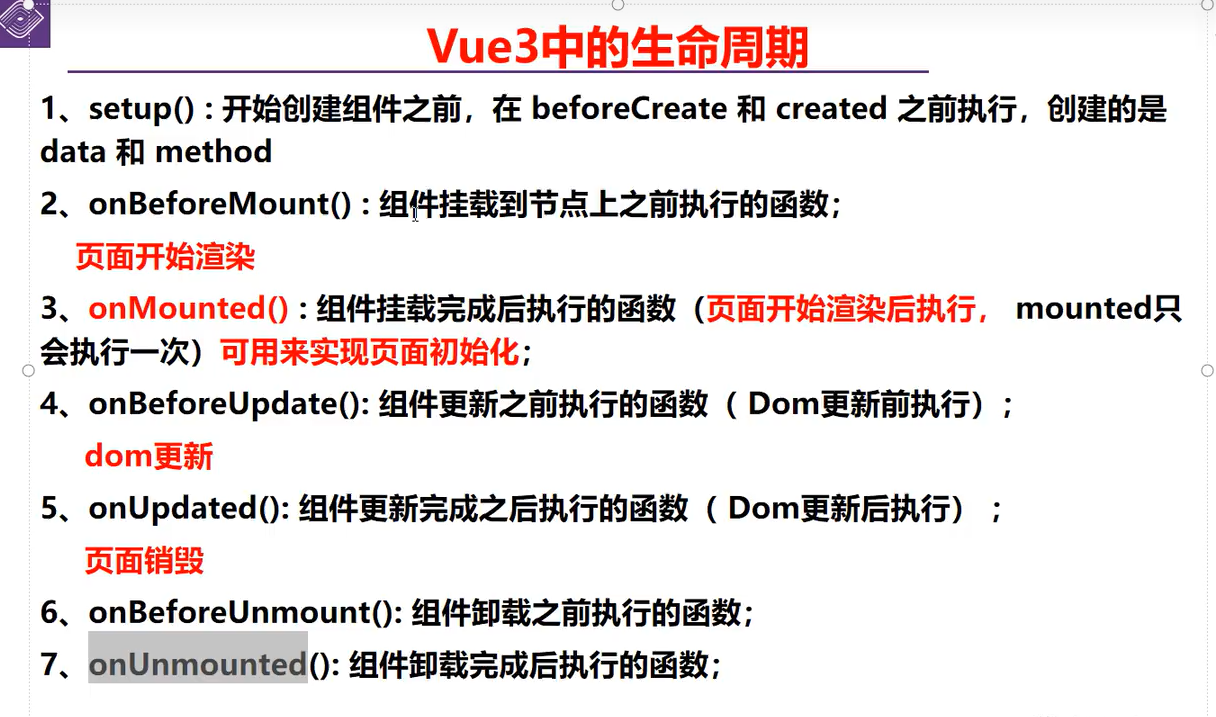 Vue3中的生命周期
1、setup() : 开始创建组件之前，在 beforeCreate 和 created 之前执行，创建的是
data 和 method
2、onBeforeMount() : 组件挂载到节点上之前执行的函数；
页面开始渲染
3、onMounted() : 组件挂载完成后执行的函数（页面开始渲染后执行， mounted只
会执行一次）可用来实现页面初始化；
4、onBeforeUpdate(): 组件更新之前执行的函数（ Dom更新前执行）；
dom更新
5、onUpdated(): 组件更新完成之后执行的函数（ Dom更新后执行） ；
页面销毁
6、onBeforeUnmount(): 组件卸载之前执行的函数；
7、onUnmounted(): 组件卸载完成后执行的函数；